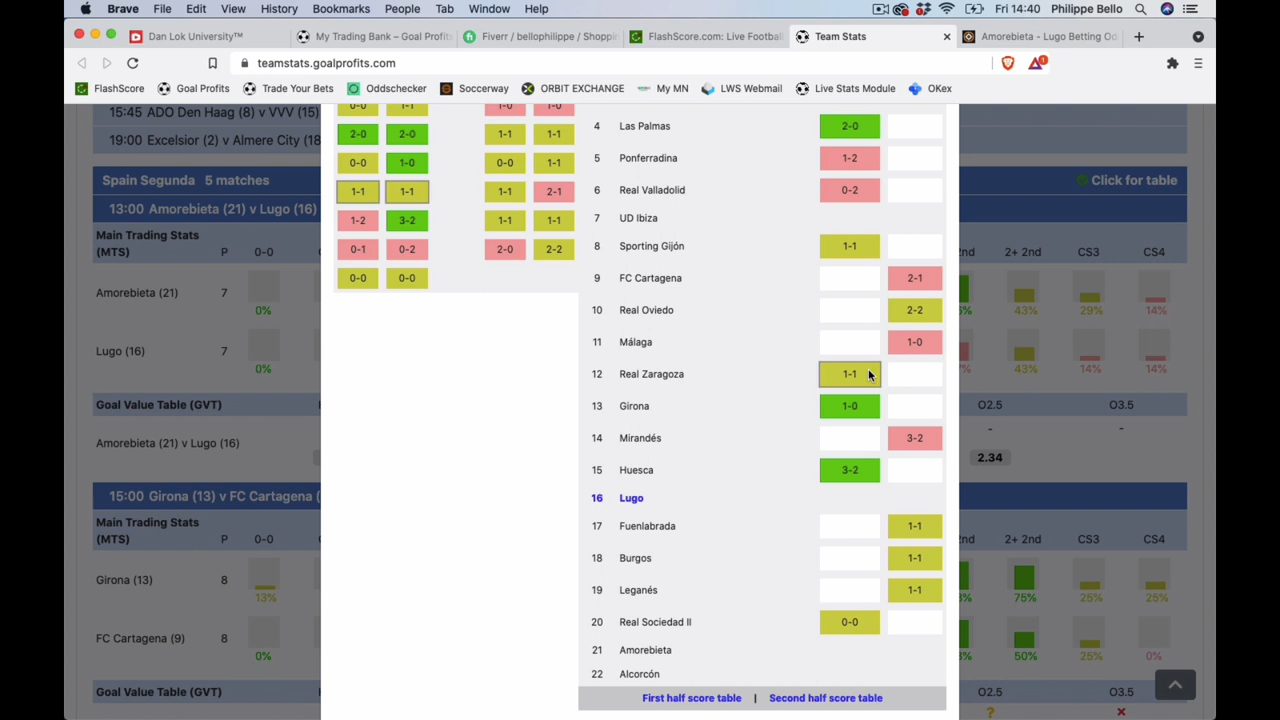 Brave File Edit View History Bookmarks People Tab Window Help Fri 14:40 Philippe Bello
Dan Lok University™ My Trading Bank – Goal Profits Fiverr / bellophilippe / Shoppin FlashScore.com: Live Football Team Stats Amorebieta - Lugo Betting Od
teamstats.goalprofits.com
FlashScore Goal Profits Trade Your Bets Oddschecker Soccerway ORBIT EXCHANGE My MN LWS Webmail Live Stats Module OKex
15:45 ADO Den Haag (8) v VVV (15)
19:00 Excelsior (2) v Almere City (18
Spain Segunda 5 matches
Click for table
13:00 Amorebieta (21) v Lugo (16)
Main Trading Stats
(MTS) P 0-0
2+ 2nd CS3 CS4
Amorebieta (21) 7
0%
43% 29% 14%
Lugo (16) 7
0%
43% 14% 14%
Goal Value Table (GVT)
O2.5 O3.5
Amorebieta (21) v Lugo (16)
- -
2.34
15:00 Girona (13) v FC Cartagena (
Main Trading Stats
(MTS) P 0-0
2+ 2nd CS3 CS4
Girona (13) 8
13%
75% 25% 25%
FC Cartagena (9) 8
0%
50% 25% 0%
Goal Value Table (GVT)
O2.5 O3.5
?
0-0 1-1 1-0 1-0
2-0 2-0 1-1 1-1
0-0 1-0 0-0 1-1
1-1 1-1 1-1 2-1
1-2 3-2 1-1 1-1
0-1 0-2 2-0 2-2
0-0 0-0
4 Las Palmas 2-0
5 Ponferradina 1-2
6 Real Valladolid 0-2
7 UD Ibiza
8 Sporting Gijón 1-1
9 FC Cartagena 2-1
10 Real Oviedo 2-2
11 Málaga 1-0
12 Real Zaragoza 1-1
13 Girona 1-0
14 Mirandés 3-2
15 Huesca 3-2
16 Lugo
17 Fuenlabrada 1-1
18 Burgos 1-1
19 Leganés 1-1
20 Real Sociedad II 0-0
21 Amorebieta
22 Alcorcón
First half score table | Second half score table